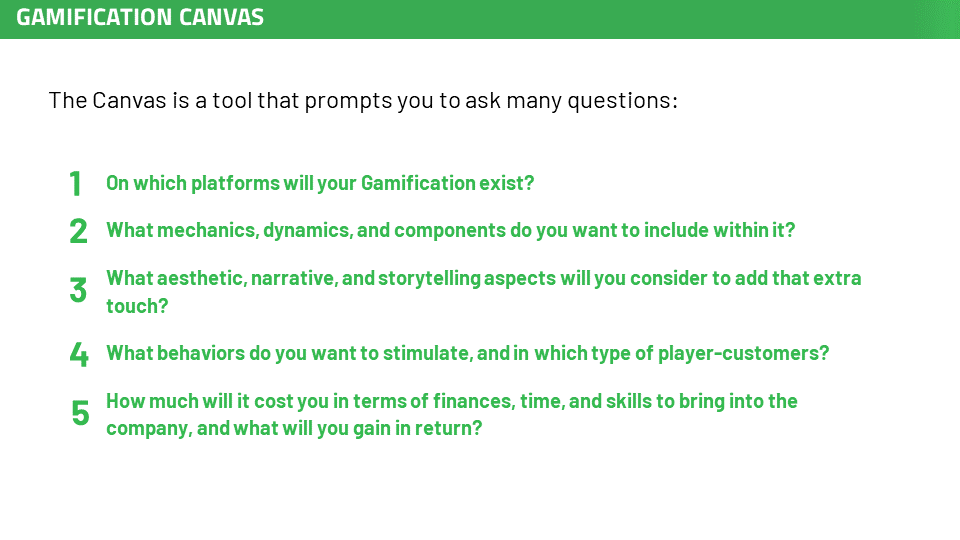 GAMIFICATION CANVAS
The Canvas is a tool that prompts you to ask many questions:
1 On which platforms will your Gamification exist?
2 What mechanics, dynamics, and components do you want to include within it?
3 What aesthetic, narrative, and storytelling aspects will you consider to add that extra
touch?
4 What behaviors do you want to stimulate, and in which type of player-customers?
5 How much will it cost you in terms of finances, time, and skills to bring into the
company, and what will you gain in return?